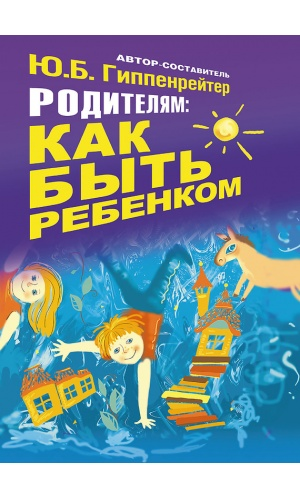 АВТОР-СОСТАВИТЕЛЬ
Ю.Б. Гиппенрейтер
РОДИТЕЛЯМ:
КАК
БЫТЬ
РЕБЕНКОМ